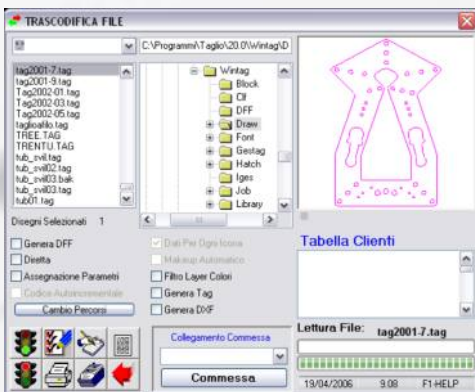 TRASCODIFICA FILE
C:\Programmi\Taglio\20.0\Wintag\D
tag2001-7.tag
tag2001-9.tag
Tag2002-01.tag
Tag2002-03.tag
Tag2002-05.tag
taglioafilo.tag
TREE.TAG
TRENTU.TAG
tub_svil.tag
tub_svil02.tag
tub_svil03.bak
tub_svil03.tag
tub01.tag
Wintag
Block
Clf
DFF
Draw
Font
Gestag
Hatch
Iges
Job
Library
Disegni Selezionati 1
Genera DFF
Diretta
Assegnazione Parametri
Codice Autoincrementale
Cambio Percorsi
Dati Per Ogni Icona
Makeup Automatico
Filtro Layer Colori
Genera Tag
Genera DXF
Collegamento Commessa
Commessa
Tabella Clienti
Lettura File: tag2001-7.tag
19/04/2006 9.08 F1-HELP